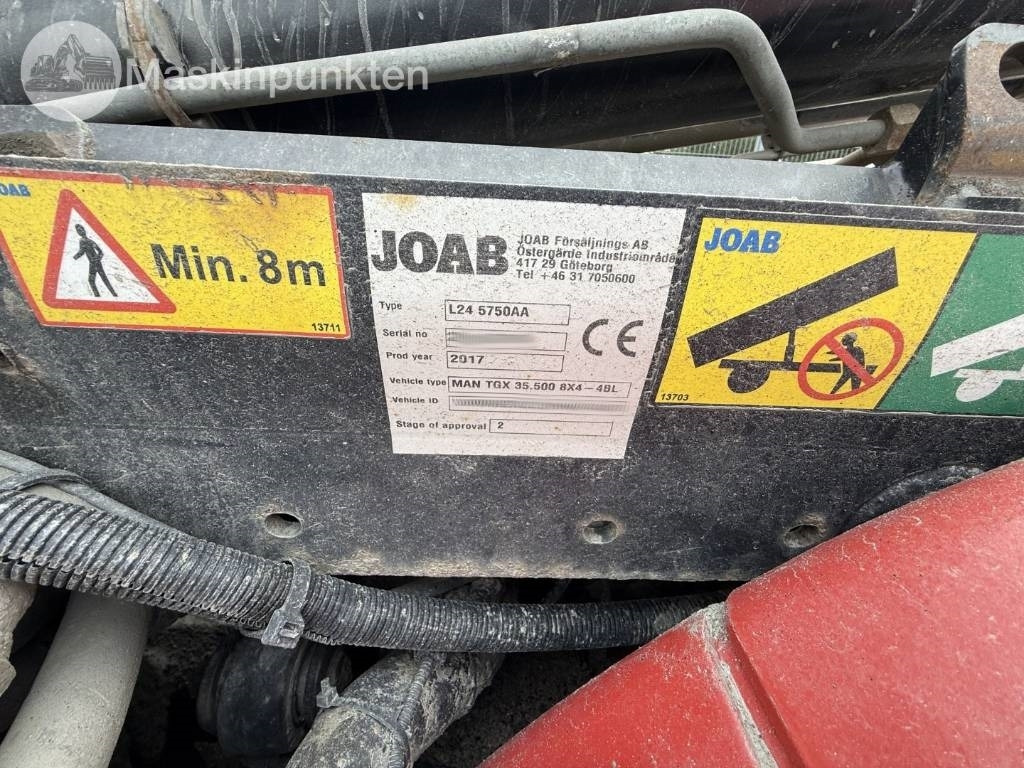 Maskinpunkten
JOAB
Min. 8m
13711
JOAB
JOAB Försäljnings AB
Östergärde Industriområde
417 29 Göteborg
Tel +46 31 7050600
Type L24 5750AA
Serial no
Prod year 2017
CE
Vehicle type MAN TGX 35.500 8X4-4BL
Vehicle ID
Stage of approval 2
JOAB
13703